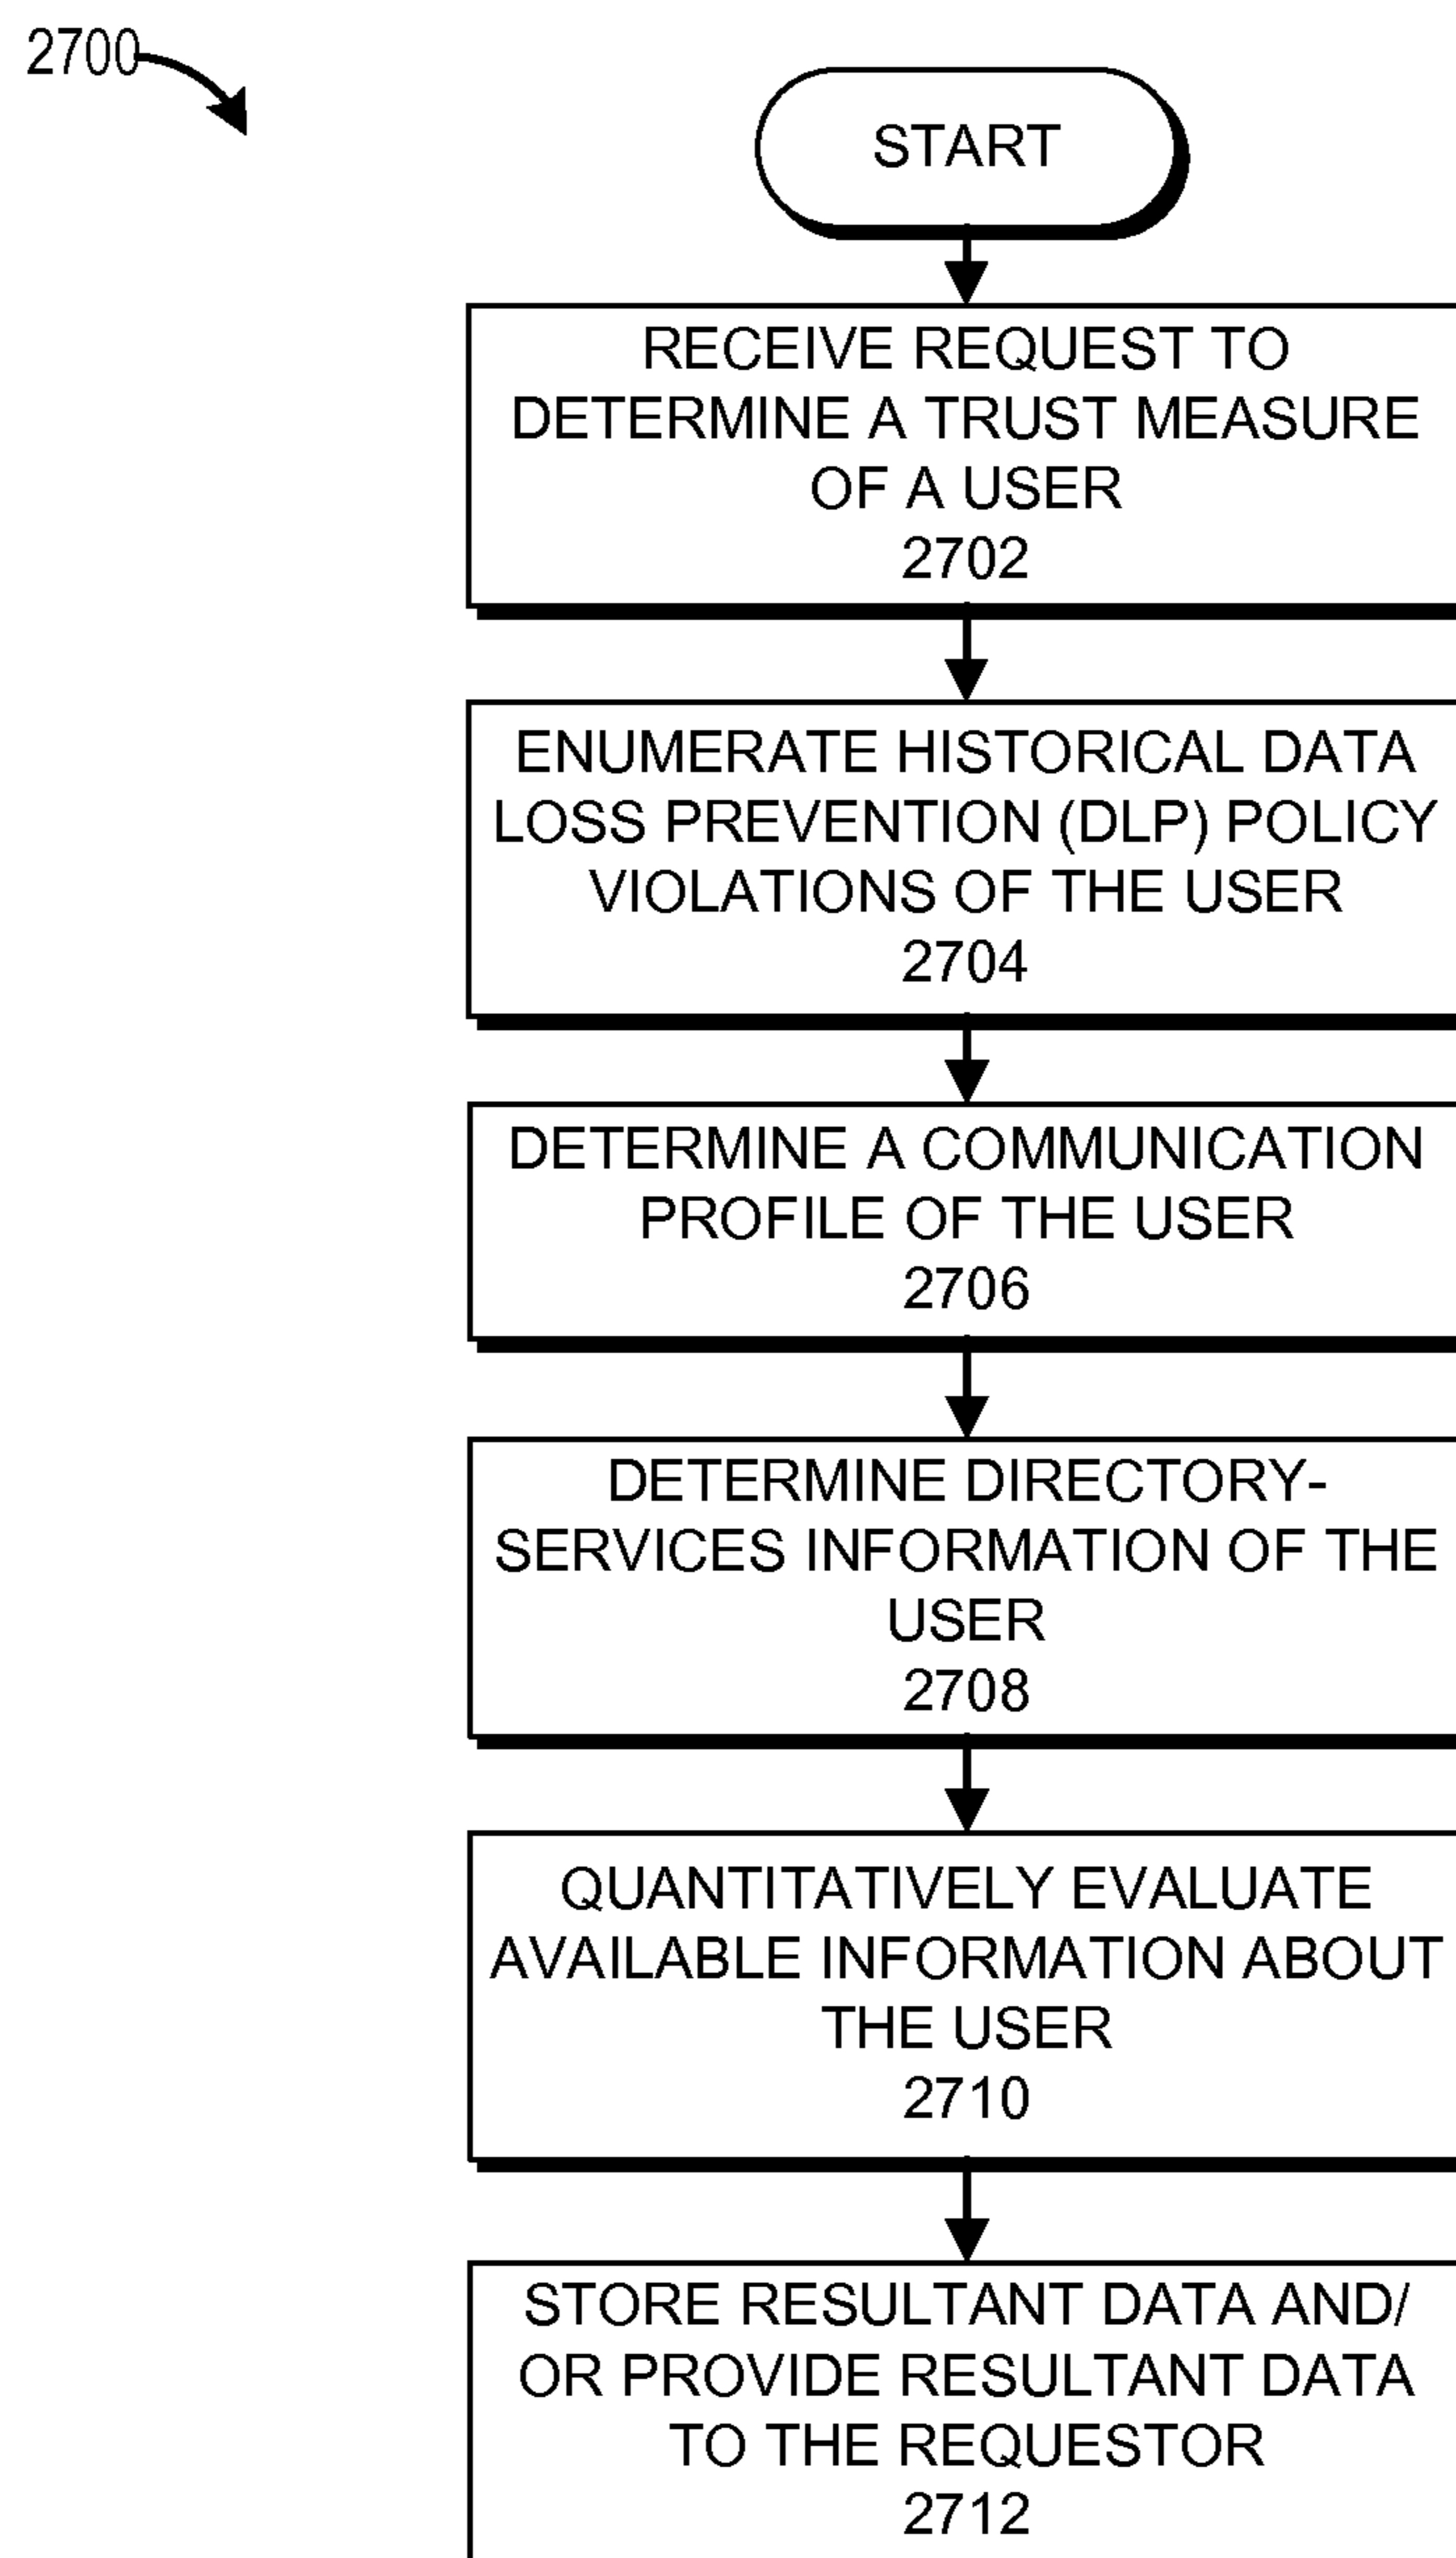 2700
START
RECEIVE REQUEST TO
DETERMINE A TRUST MEASURE
OF A USER
2702
ENUMERATE HISTORICAL DATA
LOSS PREVENTION (DLP) POLICY
VIOLATIONS OF THE USER
2704
DETERMINE A COMMUNICATION
PROFILE OF THE USER
2706
DETERMINE DIRECTORY-
SERVICES INFORMATION OF THE
USER
2708
QUANTITATIVELY EVALUATE
AVAILABLE INFORMATION ABOUT
THE USER
2710
STORE RESULTANT DATA AND/
OR PROVIDE RESULTANT DATA
TO THE REQUESTOR
2712